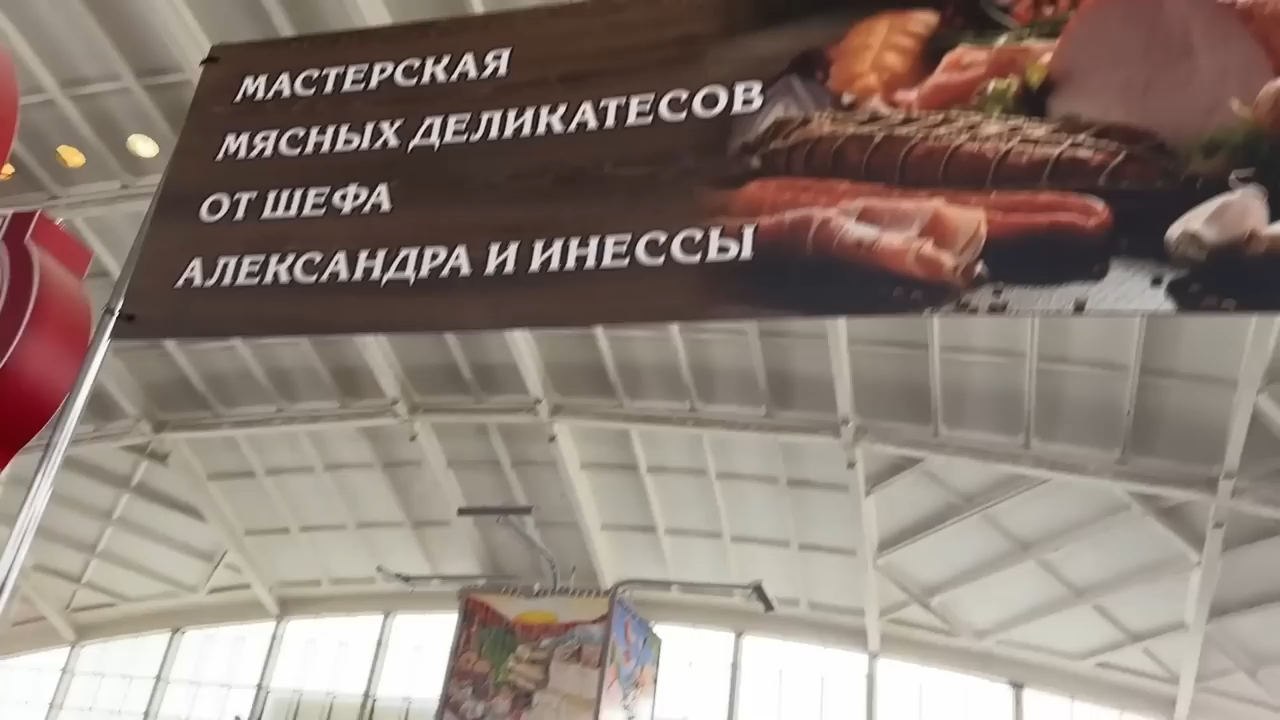 МАСТЕРСКАЯ
МЯСНЫХ ДЕЛИКАТЕСОВ
ОТ ШЕФА
АЛЕКСАНДРА И ИНЕССЫ